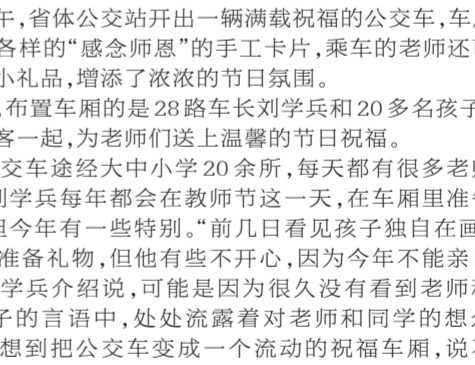 午,省体公交站开出一辆满载祝福的公交车,车
各样的“感念师恩”的手工卡片,乘车的老师还
小礼品,增添了浓浓的节日氛围。
布置车厢的是28路车长刘学兵和20多名孩子
客一起,为老师们送上温馨的节日祝福。
交车途经大中小学20余所,每天都有很多老
刘学兵每年都会在教师节这一天,在车厢里准
但今年有一些特别。“前几日看见孩子独自在画
准备礼物,但他有些不开心,因为今年不能亲
学兵介绍说,可能是因为很久没有看到老师
子的言语中,处处流露着对老师和同学的想
想到把公交车变成一个流动的祝福车厢,说